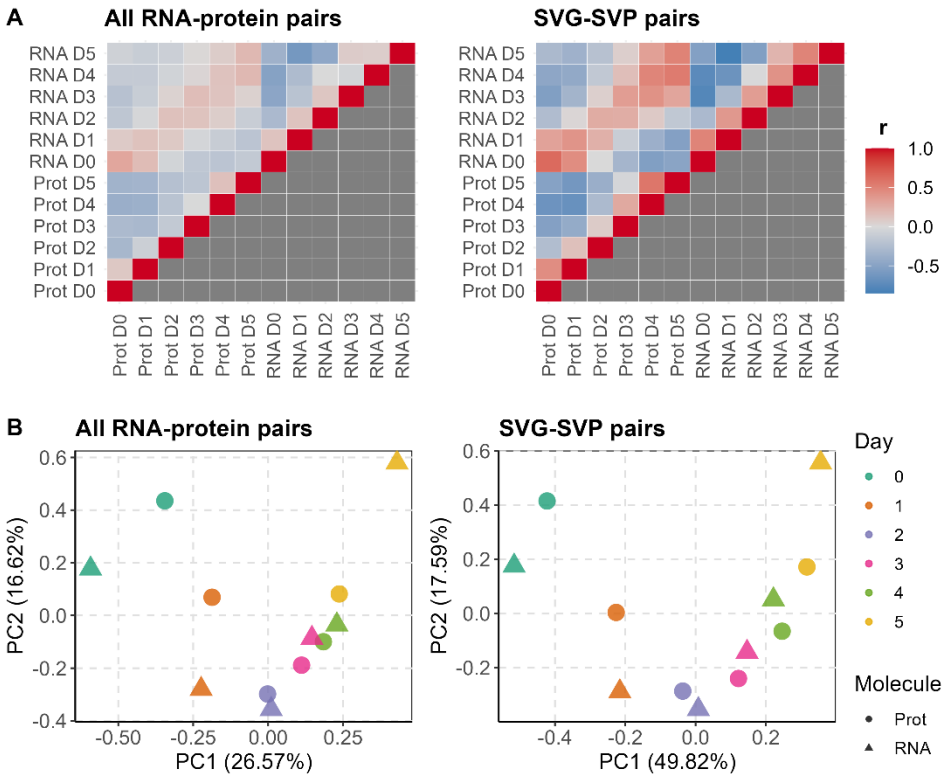 A
All RNA-protein pairs
SVG-SVP pairs
RNA D5
RNA D4
RNA D3
RNA D2
RNA D1
RNA D0
Prot D5
Prot D4
Prot D3
Prot D2
Prot D1
Prot D0
Prot D0
Prot D1
Prot D2
Prot D3
Prot D4
Prot D5
RNA D0
RNA D1
RNA D2
RNA D3
RNA D4
RNA D5
RNA D5
RNA D4
RNA D3
RNA D2
RNA D1
RNA D0
Prot D5
Prot D4
Prot D3
Prot D2
Prot D1
Prot D0
Prot D0
Prot D1
Prot D2
Prot D3
Prot D4
Prot D5
RNA D0
RNA D1
RNA D2
RNA D3
RNA D4
RNA D5
r
1.0
0.5
0.0
-0.5
B
All RNA-protein pairs
PC2 (16.62%)
0.6
0.4
0.2
0.0
-0.2
-0.4
-0.50
-0.25
0.00
0.25
PC1 (26.57%)
SVG-SVP pairs
PC2 (17.59%)
0.6
0.4
0.2
0.0
-0.2
-0.4
-0.2
0.0
0.2
PC1 (49.82%)
Day
0
1
2
3
4
5
Molecule
Prot
RNA